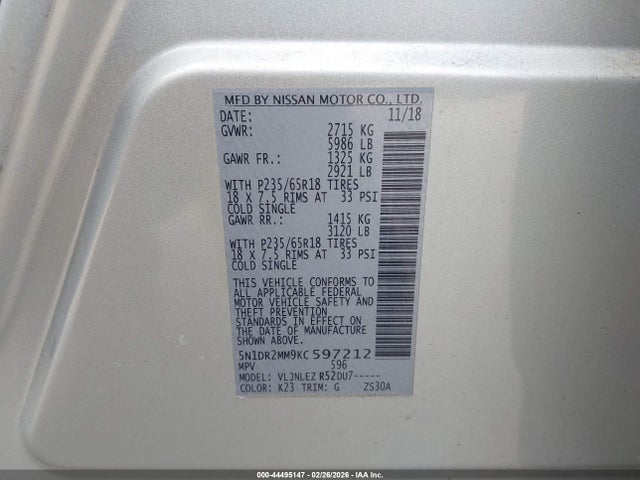 MFD BY NISSAN MOTOR CO., LTD.
DATE: 11/18
GVWR: 2715 KG
5986 LB
GAWR FR.: 1325 KG
2921 LB
WITH P235/65R18 TIRES
18 X 7.5 RIMS AT 33 PSI
COLD SINGLE
GAWR RR.: 1415 KG
3120 LB
WITH P235/65R18 TIRES
18 X 7.5 RIMS AT 33 PSI
COLD SINGLE
THIS VEHICLE CONFORMS TO
ALL APPLICABLE FEDERAL
MOTOR VEHICLE SAFETY AND
THEFT PREVENTION
STANDARDS IN EFFECT ON
THE DATE OF MANUFACTURE
SHOWN ABOVE.
5N1DR2MM9KC597212
MPV 596
VLJNLEZ R52DU7-----
COLOR: K23 TRIM: G ZS30A
000-44495147 - 02/26/2026 - IAA Inc.